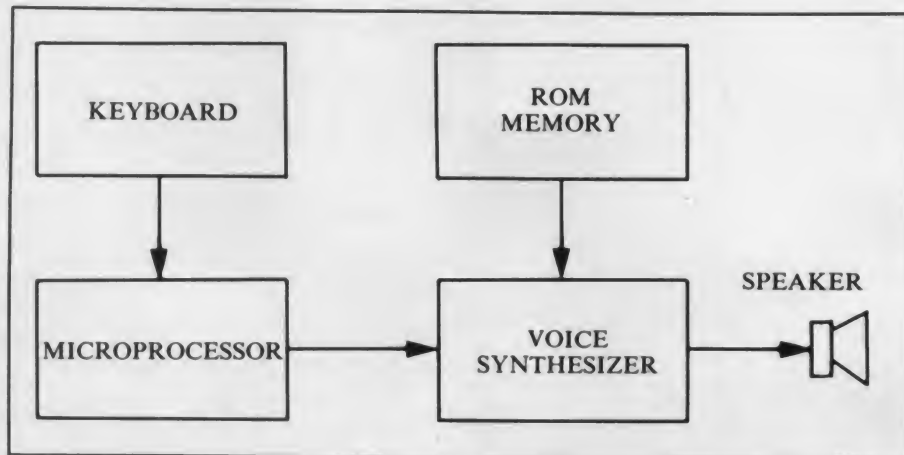 KEYBOARD
ROM
MEMORY
MICROPROCESSOR
VOICE
SYNTHESIZER
SPEAKER